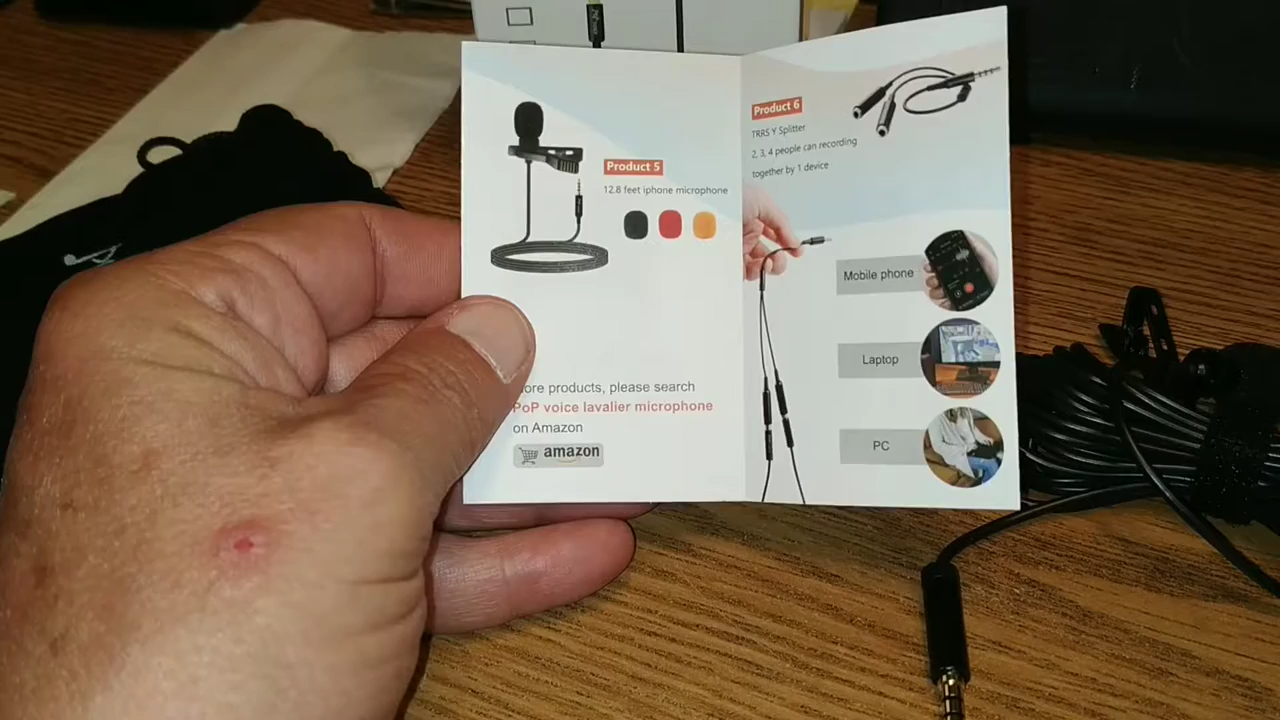 Product 5
12.8 feet iphone microphone
ore products, please search
PoP voice lavalier microphone
on Amazon
amazon
Product 6
TRRS Y Splitter
2, 3, 4 people can recording
together by 1 device
Mobile phone
Laptop
PC